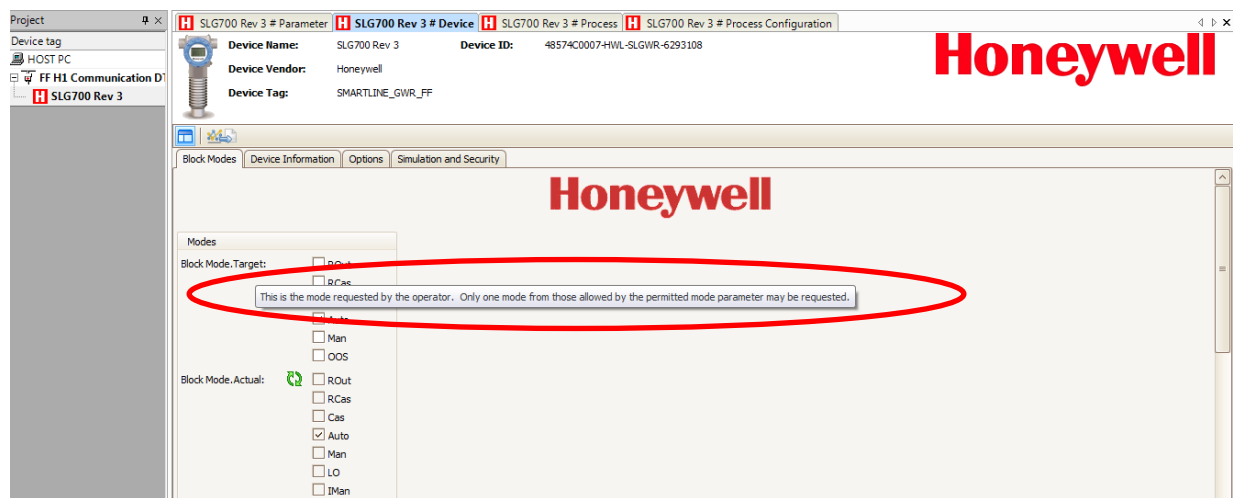 Project
Device tag
HOST PC
FF H1 Communication DT
SLG700 Rev 3
SLG700 Rev 3 # Parameter
SLG700 Rev 3 # Device
SLG700 Rev 3 # Process
SLG700 Rev 3 # Process Configuration
Device Name: SLG700 Rev 3 Device ID: 48574C0007-HWL-SLGWR-6293108
Device Vendor: Honeywell
Device Tag: SMARTLINE_GWR_FF
Honeywell
Block Modes Device Information Options Simulation and Security
Honeywell
Modes
Block Mode.Target: ROut
RCas
This is the mode requested by the operator. Only one mode from those allowed by the permitted mode parameter may be requested.
Auto
Man
OOS
Block Mode.Actual: ROut
RCas
Cas
Auto
Man
LO
IMan